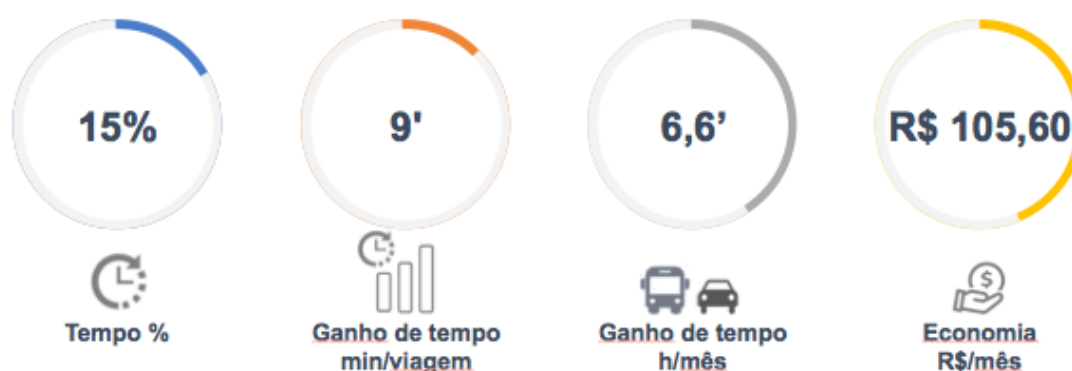 15%
9'
6,6’
R$ 105,60
Tempo %
Ganho de tempo
min/viagem
Ganho de tempo
h/mês
Economia
R$/mês